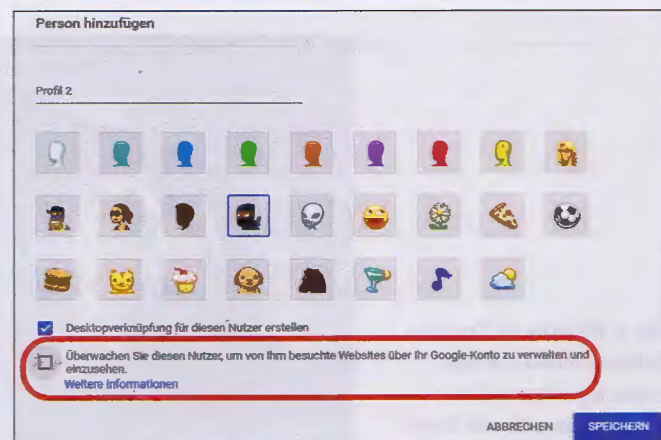 Person hinzufügen
Profil 2
Desktopverknüpfung für diesen Nutzer erstellen
Überwachen Sie diesen Nutzer, um von ihm besuchte Websites über Ihr Google-Konto zu verwalten und
einzusehen.
Weitere Informationen
ABBRECHEN
SPEICHERN